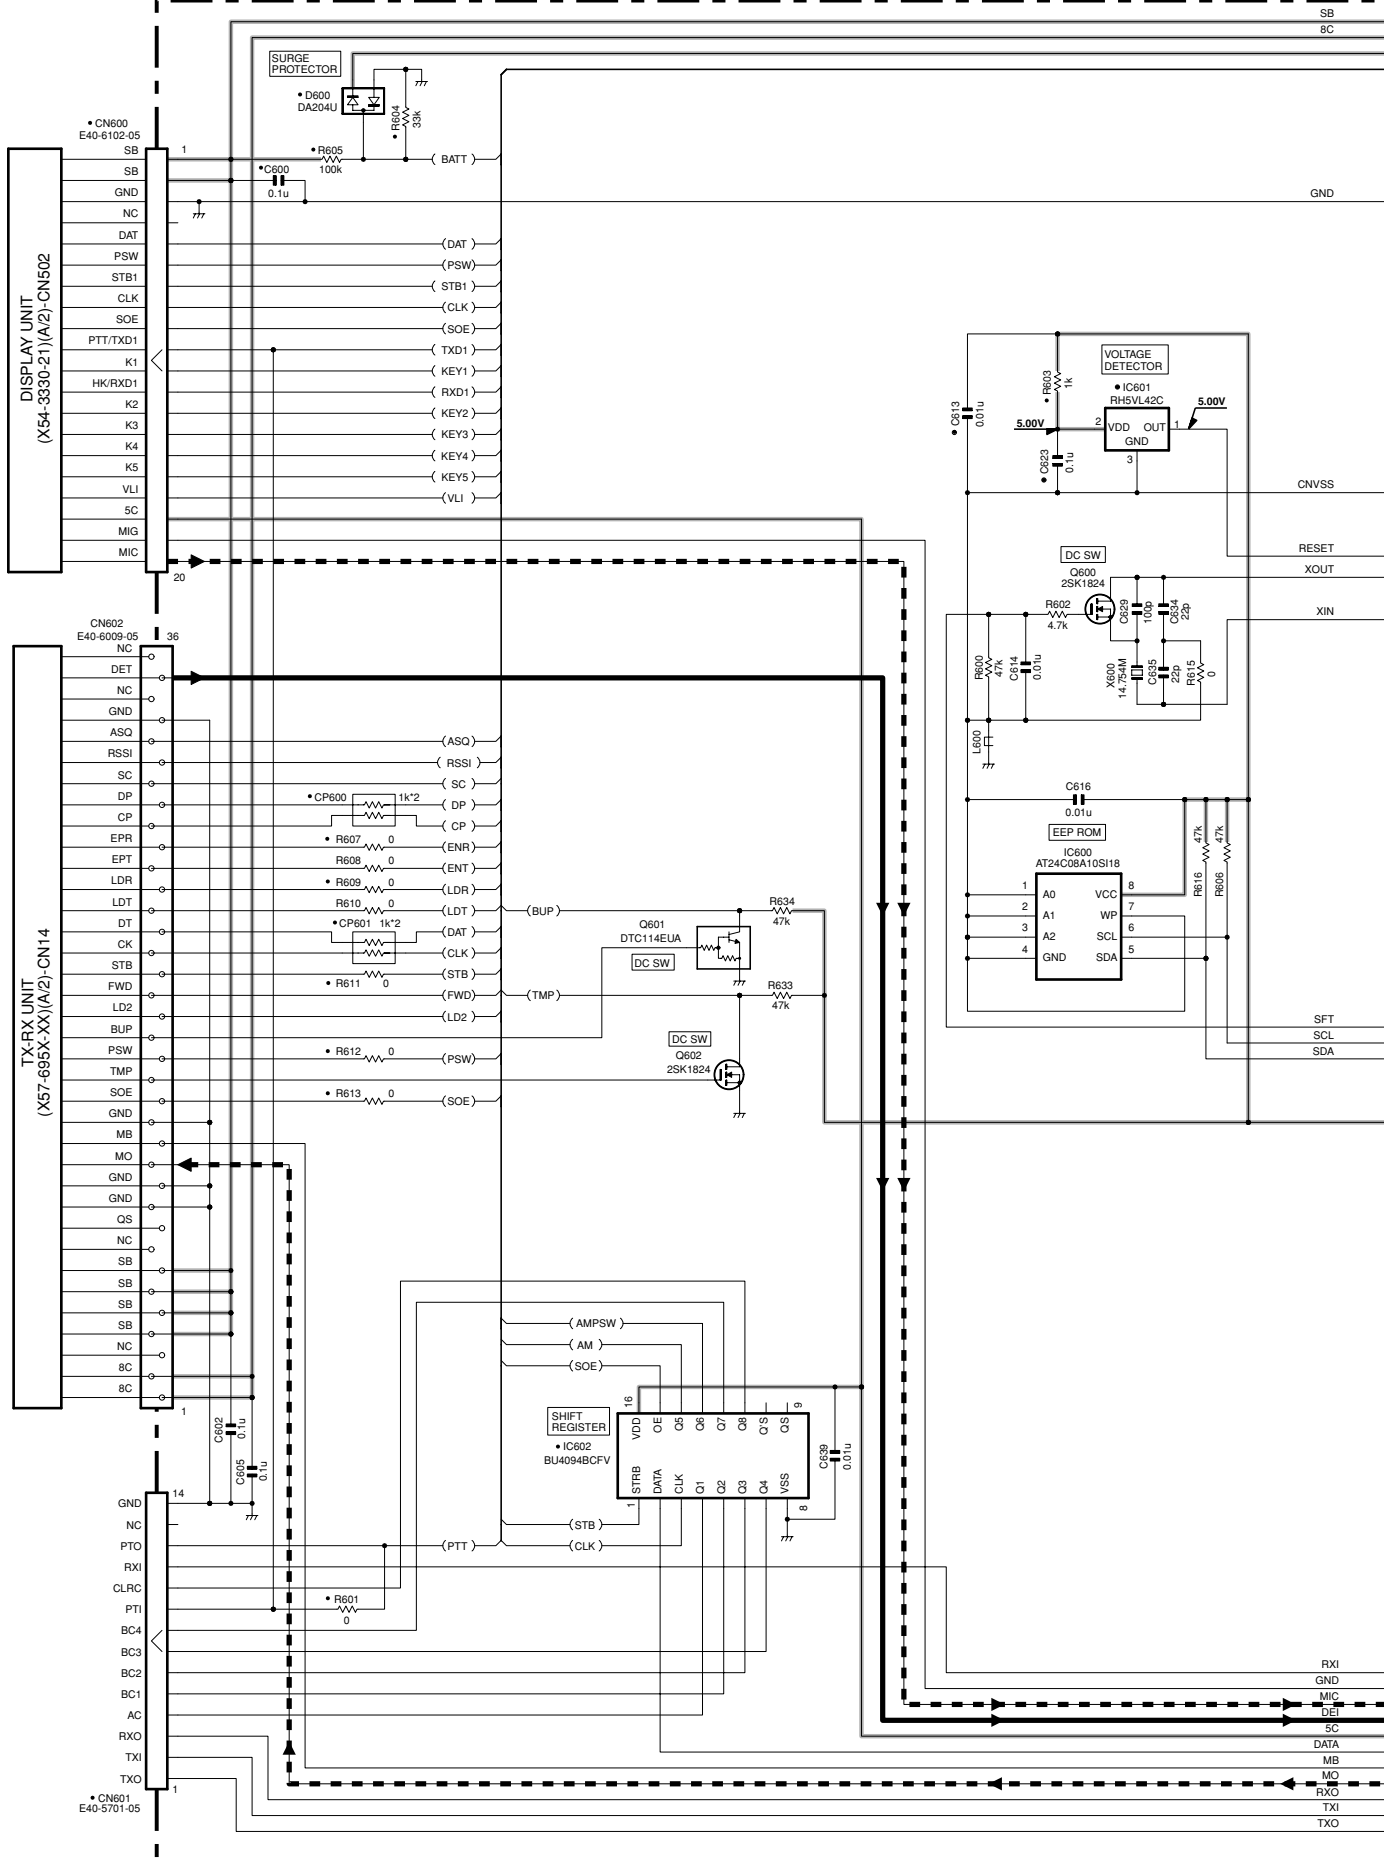 SB
8C
SURGE
PROTECTOR
D600
DA204U
R604
33k
CN600
E40-6102-05
DISPLAY UNIT
(X54-3330-21)(A/2)-CN502
SB
SB
GND
NC
DAT
PSW
STB1
CLK
SOE
PTT/TXD1
K1
HK/RXD1
K2
K3
K4
K5
VLI
5C
MIG
MIC
1
20
R605
100k
C600
0.1u
(BATT)
(DAT)
(PSW)
(STB1)
(CLK)
(SOE)
(TXD1)
(KEY1)
(RXD1)
(KEY2)
(KEY3)
(KEY4)
(KEY5)
(VLI)
GND
VOLTAGE
DETECTOR
IC601
RH5VL42C
R603
1k
C613
0.01u
5.00V
5.00V
2
VDD
OUT
1
GND
3
C623
0.1u
CNVSS
RESET
XOUT
XIN
DC SW
Q600
2SK1824
R602
4.7k
C629
100p
C634
22p
R600
47k
C614
0.01u
X600
14.754M
C635
22p
R615
0
L600
CN602
E40-6009-05
36
TX-RX UNIT
(X57-695X-XX)(A/2)-CN14
NC
DET
NC
GND
ASQ
RSSI
SC
DP
CP
EPR
EPT
LDR
LDT
DT
CK
STB
FWD
LD2
BUP
PSW
TMP
SOE
GND
MB
MO
GND
GND
QS
NC
SB
SB
SB
SB
NC
8C
8C
1
(ASQ)
(RSSI)
(SC)
CP600
1k*2
(DP)
(CP)
R607 0
(ENR)
R608 0
(ENT)
R609 0
(LDR)
R610 0
(LDT)
(BUP)
CP601 1k*2
(DAT)
(CLK)
R611 0
(STB)
(FWD)
(TMP)
(LD2)
R612 0
(PSW)
R613 0
(SOE)
Q601
DTC114EUA
DC SW
R634
47k
R633
47k
DC SW
Q602
2SK1824
C616
0.01u
EEP ROM
IC600
AT24C08A10SI18
1 A0 VCC 8
2 A1 WP 7
3 A2 SCL 6
4 GND SDA 5
R616
47k
R606
47k
SFT
SCL
SDA
(AMPSW)
(AM)
(SOE)
SHIFT
REGISTER
IC602
BU4094BCFV
16
VDD
OE
Q5
Q6
Q7
Q8
Q'S
QS
9
STRB
DATA
CLK
Q1
Q2
Q3
Q4
VSS
1
8
C639
0.01u
(STB)
(PTT)
(CLK)
C602
0.1u
C605
0.1u
14
GND
NC
PTO
RXI
CLRC
PTI
BC4
BC3
BC2
BC1
AC
RXO
TXI
TXO
1
R601
0
CN601
E40-5701-05
RXI
GND
MIC
DEI
5C
DATA
MB
MO
RXO
TXI
TXO